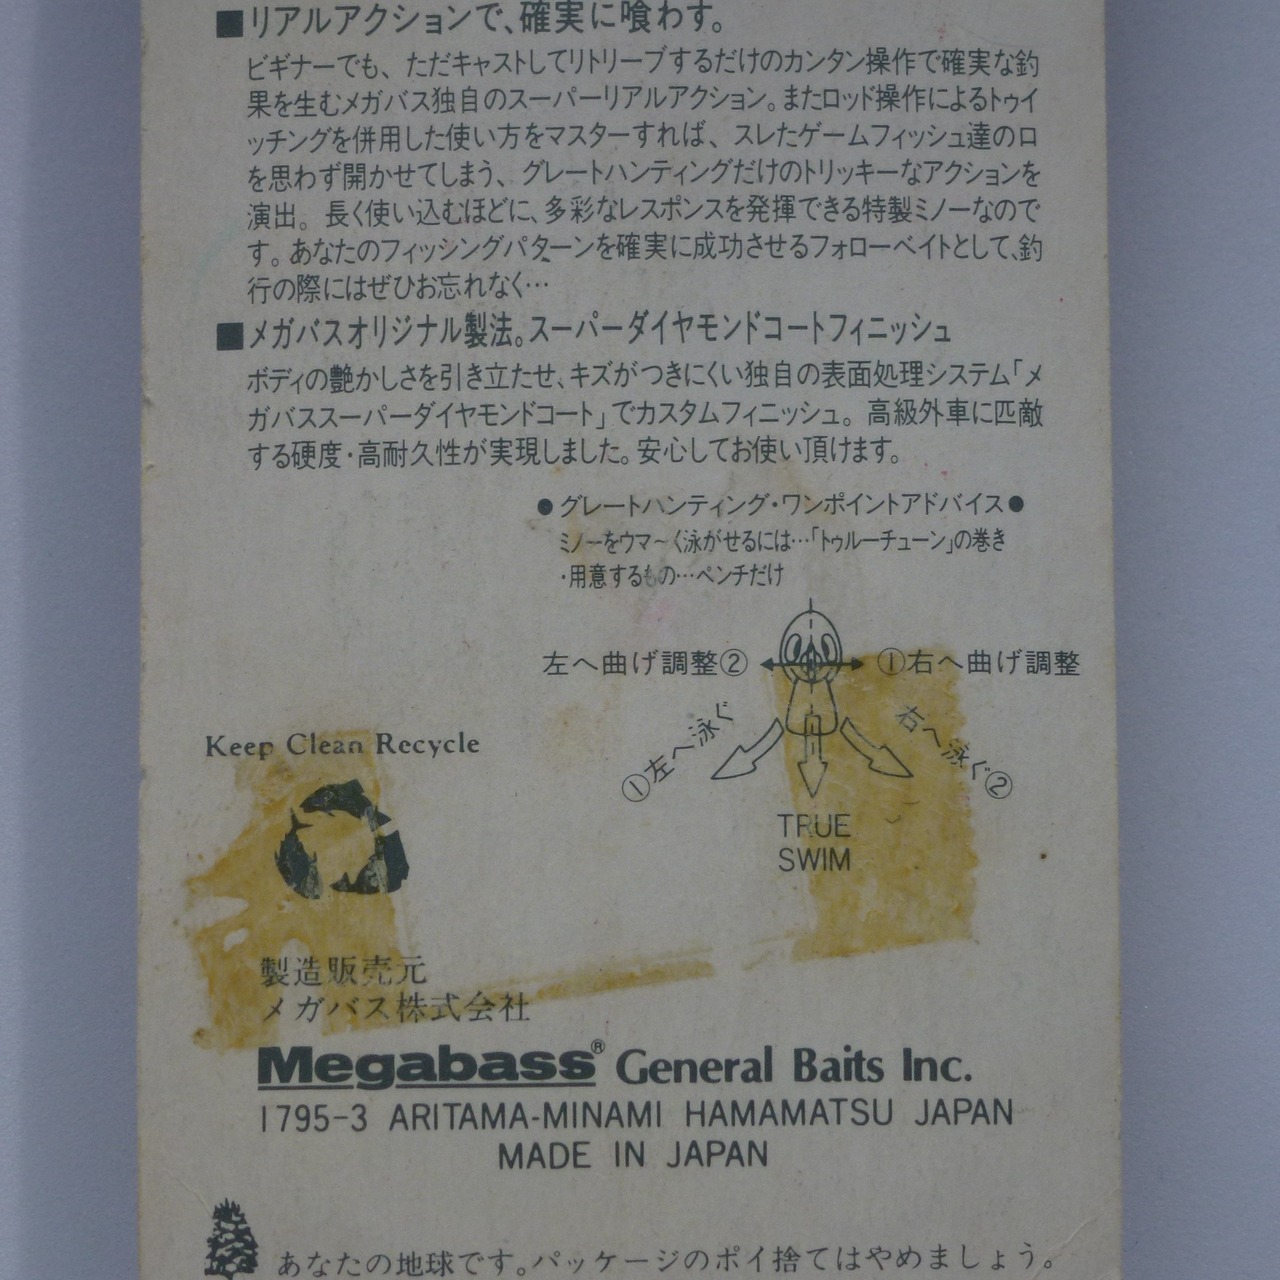 ■リアルアクションで、確実に喰わす。
ビギナーでも、ただキャストしてリトリーブするだけのカンタン操作で確実な釣
果を生むメガバス独自のスーパーリアルアクション。またロッド操作によるトゥイ
ッチングを併用した使い方をマスターすれば、スレたゲームフィッシュ達の口
を思わず開かせてしまう、グレートハンティングだけのトリッキーなアクションを
演出。長く使い込むほどに、多彩なレスポンスを発揮できる特製ミノーなので
す。あなたのフィッシングパターンを確実に成功させるフォローベイトとして、釣
行の際にはぜひお忘れなく…
■メガバスオリジナル製法。スーパーダイヤモンドコートフィニッシュ
ボディの艶かしさを引き立たせ、キズがつきにくい独自の表面処理システム「メ
ガバススーパーダイヤモンドコート」でカスタムフィニッシュ。高級外車に匹敵
する硬度・高耐久性が実現しました。安心してお使い頂けます。
●グレートハンティング・ワンポイントアドバイス●
ミノーをウマ〜く泳がせるには…「トゥルーチューン」の巻き
・用意するもの…ペンチだけ
左へ曲げ調整②
①右へ曲げ調整
①左へ泳ぐ
右へ泳ぐ②
TRUE
SWIM
Keep Clean Recycle
製造販売元
メガバス株式会社
Megabass® General Baits Inc.
1795-3 ARITAMA-MINAMI HAMAMATSU JAPAN
MADE IN JAPAN
あなたの地球です。パッケージのポイ捨てはやめましょう。